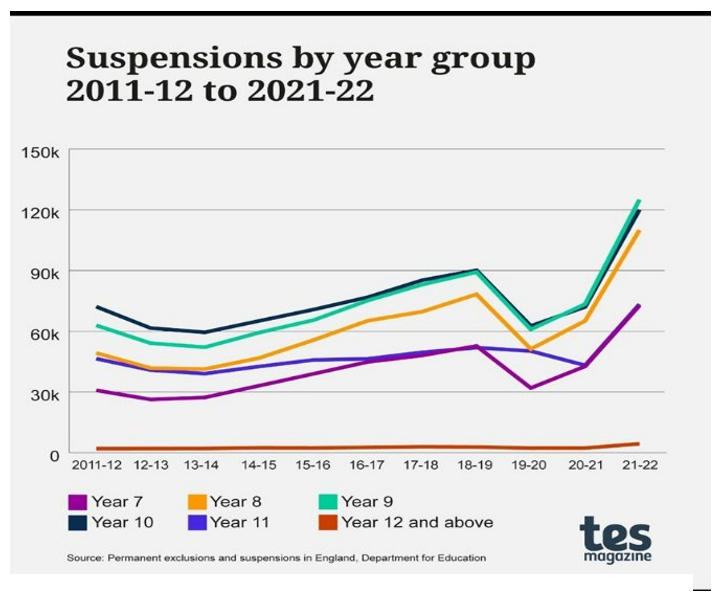 Suspensions by year group
2011-12 to 2021-22
150k
120k
90k
60k
30k
0
2011-12 12-13 13-14 14-15 15-16 16-17 17-18 18-19 19-20 20-21 21-22
Year 7 Year 8 Year 9
Year 10 Year 11 Year 12 and above
tes
magazine
Source: Permanent exclusions and suspensions in England, Department for Education